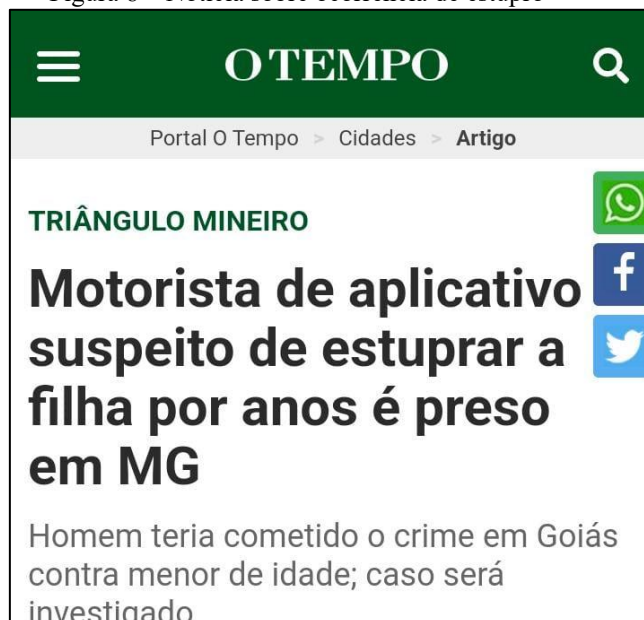 O TEMPO
Portal O Tempo > Cidades > Artigo
TRIÂNGULO MINEIRO
Motorista de aplicativo
suspeito de estuprar a
filha por anos é preso
em MG
Homem teria cometido o crime em Goiás
contra menor de idade; caso será
investigado